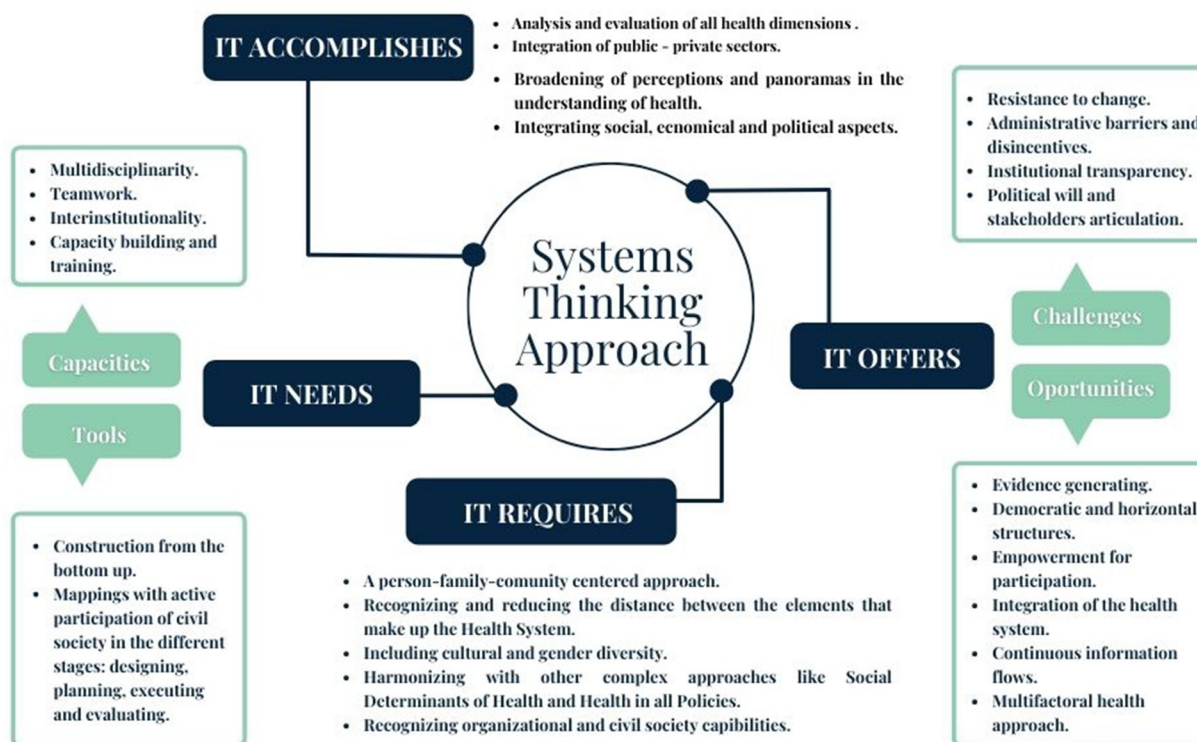 IT ACCOMPLISHES
• Analysis and evaluation of all health dimensions .
• Integration of public - private sectors.
• Broadening of perceptions and panoramas in the
understanding of health.
• Integrating social, ecnomical and political aspects.
• Multidisciplinarity.
• Teamwork.
• Interinstitutionality.
• Capacity building and
training.
Capacities
Tools
• Construction from the
bottom up.
• Mappings with active
participation of civil
society in the different
stages: designing,
planning, executing
and evaluating.
IT NEEDS
Systems
Thinking
Approach
IT REQUIRES
• A person-family-comunity centered approach.
• Recognizing and reducing the distance between the elements that
make up the Health System.
• Including cultural and gender diversity.
• Harmonizing with other complex approaches like Social
Determinants of Health and Health in all Policies.
• Recognizing organizational and civil society capibilities.
IT OFFERS
• Resistance to change.
• Administrative barriers and
disincentives.
• Institutional transparency.
• Political will and
stakeholders articulation.
Challenges
Oportunities
• Evidence generating.
• Democratic and horizontal
structures.
• Empowerment for
participation.
• Integration of the health
system.
• Continuous information
flows.
• Multifactoral health
approach.